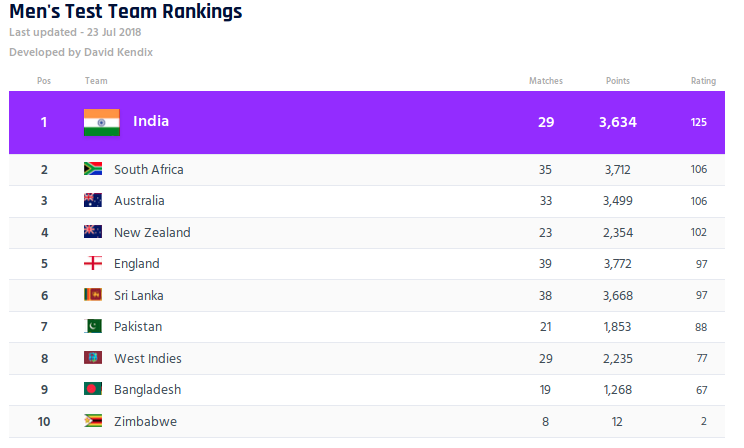 Men's Test Team Rankings
Last updated - 23 Jul 2018
Developed by David Kendix
Pos Team Matches Points Rating
1 India 29 3,634 125
2 South Africa 35 3,712 106
3 Australia 33 3,499 106
4 New Zealand 23 2,354 102
5 England 39 3,772 97
6 Sri Lanka 38 3,668 97
7 Pakistan 21 1,853 88
8 West Indies 29 2,235 77
9 Bangladesh 19 1,268 67
10 Zimbabwe 8 12 2